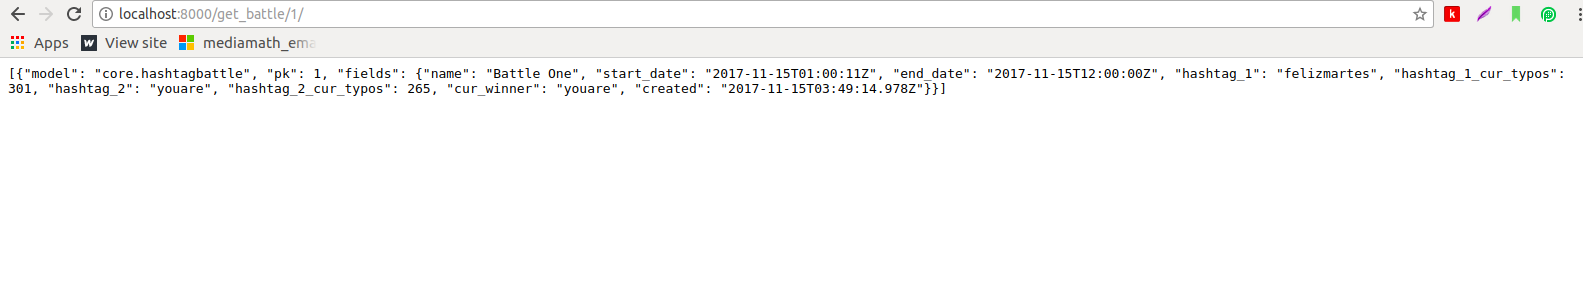 localhost:8000/get_battle/1/
Apps View site mediamath_ema
[{"model": "core.hashtagbattle", "pk": 1, "fields": {"name": "Battle One", "start_date": "2017-11-15T01:00:11Z", "end_date": "2017-11-15T12:00:00Z", "hashtag_1": "felizmartes", "hashtag_1_cur_typos":
301, "hashtag_2": "youare", "hashtag_2_cur_typos": 265, "cur_winner": "youare", "created": "2017-11-15T03:49:14.978Z"}}]